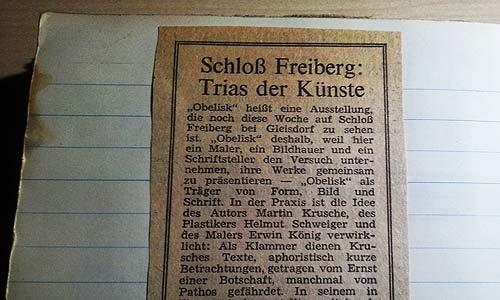 Schloß Freiberg:
Trias der Künste
„Obelisk“ heißt eine Ausstellung,
die noch diese Woche auf Schloß
Freiberg bei Gleisdorf zu sehen
ist. „Obelisk“ deshalb, weil hier
ein Maler, ein Bildhauer und ein
Schriftsteller den Versuch unter-
nehmen, ihre Werke gemeinsam
zu präsentieren — „Obelisk“ als
Träger von Form, Bild und
Schrift. In der Praxis ist die Idee
des Autors Martin Krusche, des
Plastikers Helmut Schweiger und
des Malers Erwin König verwirk-
licht: Als Klammer dienen Kru-
sches Texte, aphoristisch kurze
Betrachtungen, getragen vom Ernst
einer Botschaft, manchmal vom
Pathos gefährdet. In seinem in